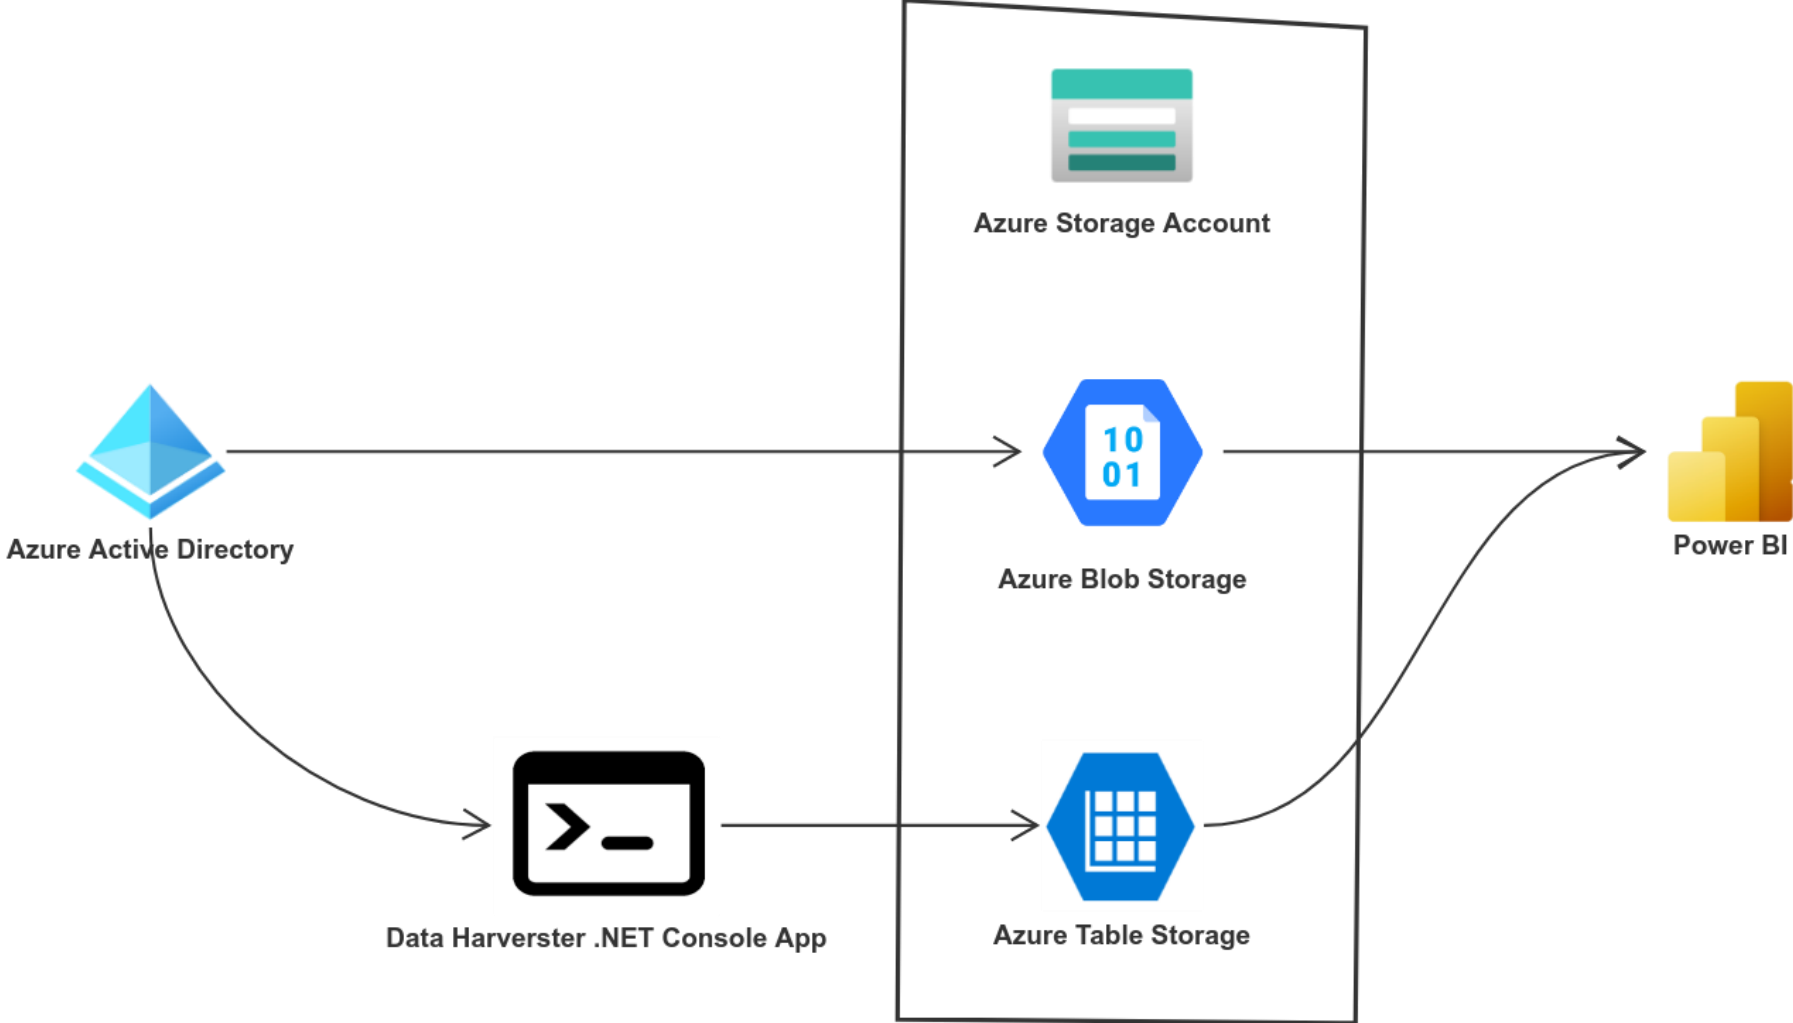 Azure Storage Account
10
01
Azure Active Directory
Azure Blob Storage
Power BI
Data Harverster .NET Console App
Azure Table Storage